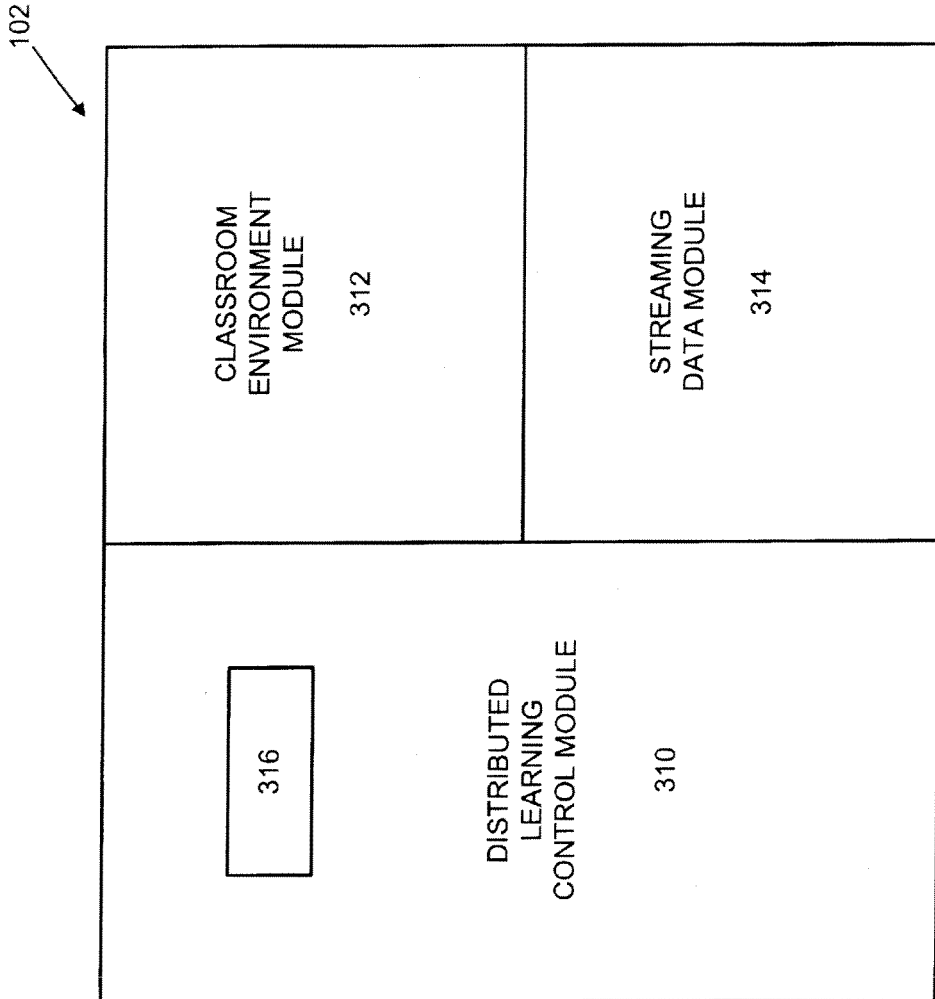 102
CLASSROOM
ENVIRONMENT
MODULE
312
STREAMING
DATA MODULE
314
316
DISTRIBUTED
LEARNING
CONTROL MODULE
310